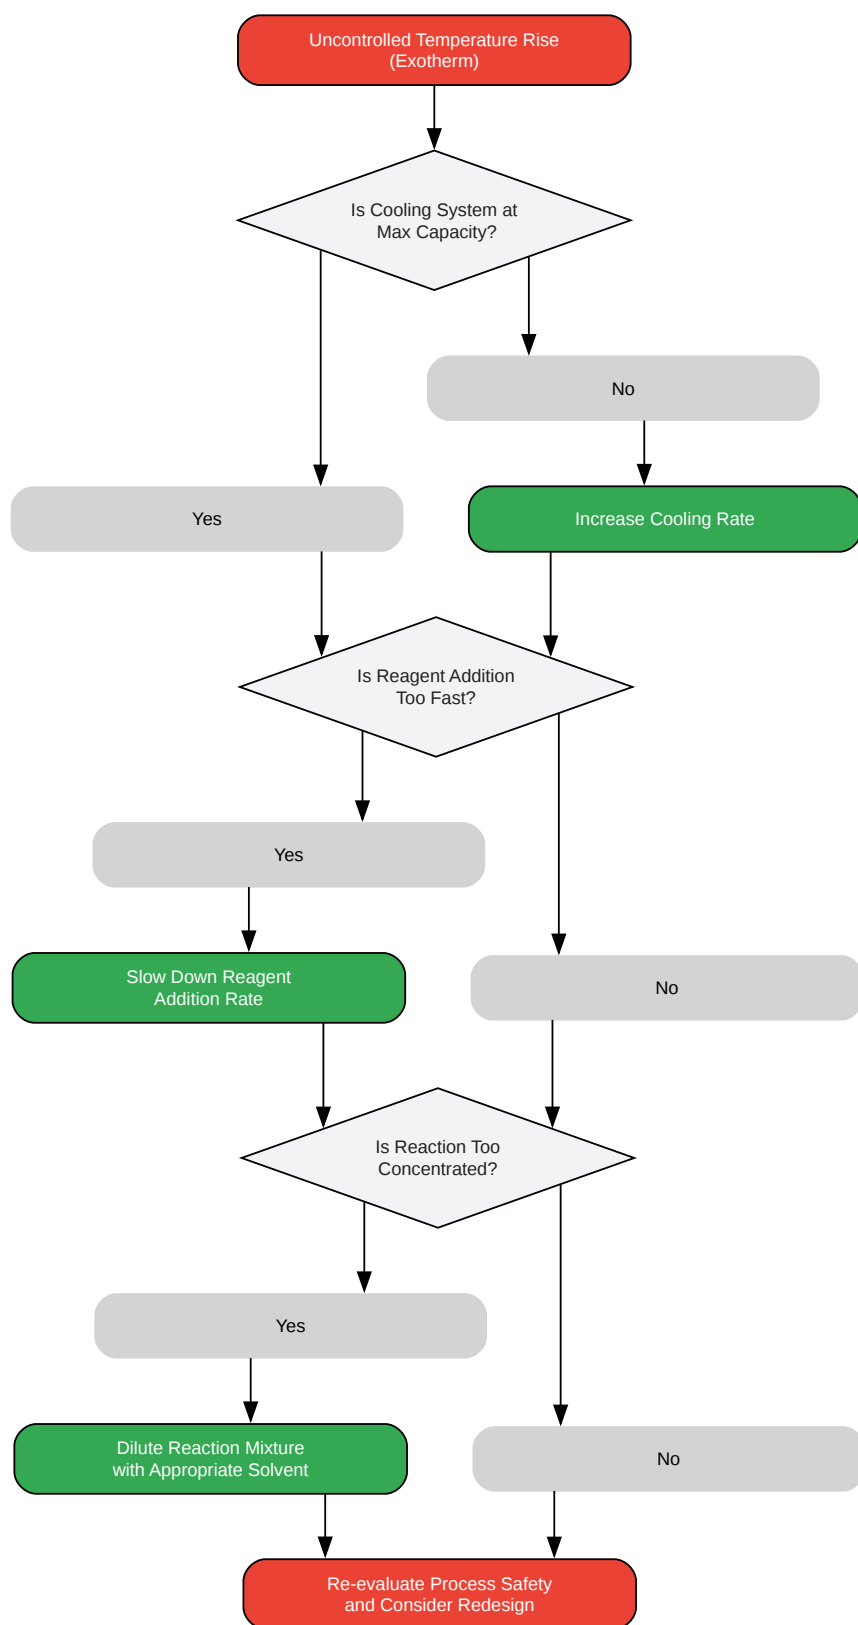 Uncontrolled Temperature Rise
(Exotherm)
Is Cooling System at
Max Capacity?
No
Yes
Increase Cooling Rate
Is Reagent Addition
Too Fast?
Yes
Slow Down Reagent
Addition Rate
No
Is Reaction Too
Concentrated?
Yes
Dilute Reaction Mixture
with Appropriate Solvent
No
Re-evaluate Process Safety
and Consider Redesign